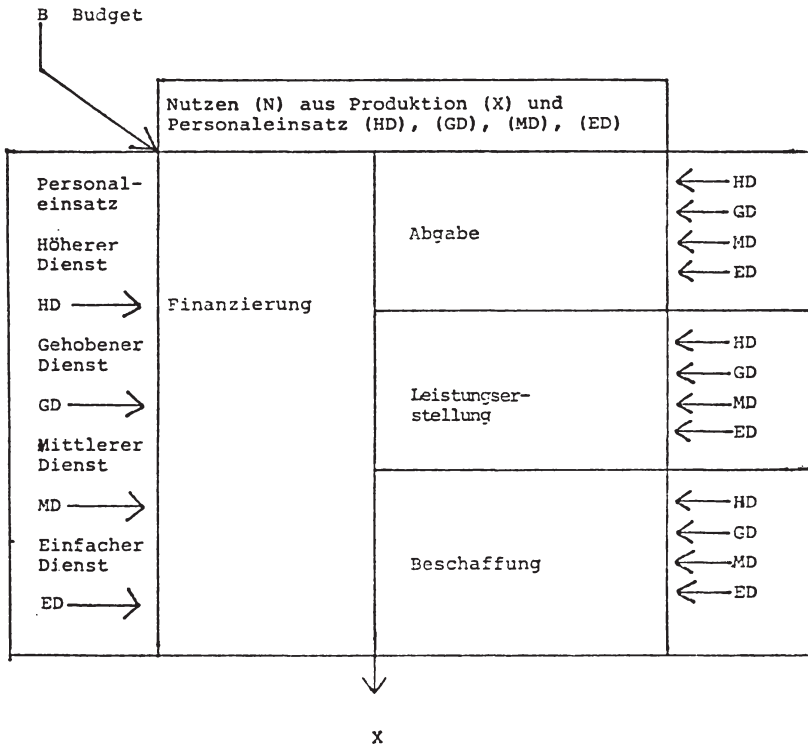 B Budget
Nutzen (N) aus Produktion (X) und
Personaleinsatz (HD), (GD), (MD), (ED)
Personal-
einsatz
Höherer
Dienst
HD
Gehobener
Dienst
GD
Mittlerer
Dienst
MD
Einfacher
Dienst
ED
Finanzierung
Abgabe
HD
GD
MD
ED
Leistungser-
stellung
HD
GD
MD
ED
Beschaffung
HD
GD
MD
ED
X